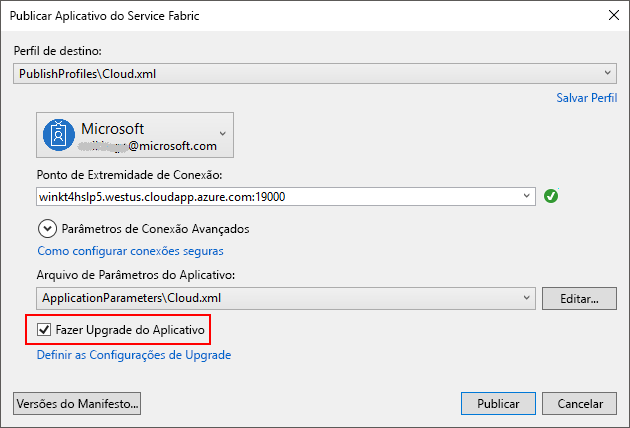 Publicar Aplicativo do Service Fabric
Perfil de destino:
PublishProfiles\Cloud.xml
Salvar Perfil
Microsoft
@microsoft.com
Ponto de Extremidade de Conexão:
winkt4hslp5.westus.cloudapp.azure.com:19000
Parâmetros de Conexão Avançados
Como configurar conexões seguras
Arquivo de Parâmetros do Aplicativo:
ApplicationParameters\Cloud.xml
Editar...
Fazer Upgrade do Aplicativo
Definir as Configurações de Upgrade
Versões do Manifesto...
Publicar
Cancelar